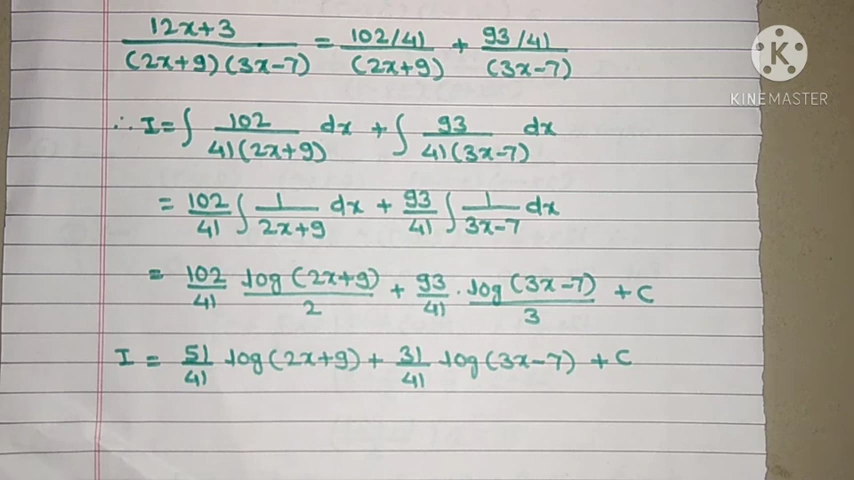 12x+3/(2x+9)(3x-7) = 102/41/(2x+9) + 93/41/(3x-7)
∴ I = ∫ 102/41(2x+9) dx + ∫ 93/41(3x-7) dx
= 102/41 ∫ 1/2x+9 dx + 93/41 ∫ 1/3x-7 dx
= 102/41 log(2x+9)/2 + 93/41 · log(3x-7)/3 + C
I = 51/41 log(2x+9) + 31/41 log(3x-7) + C
K
KINEMASTER